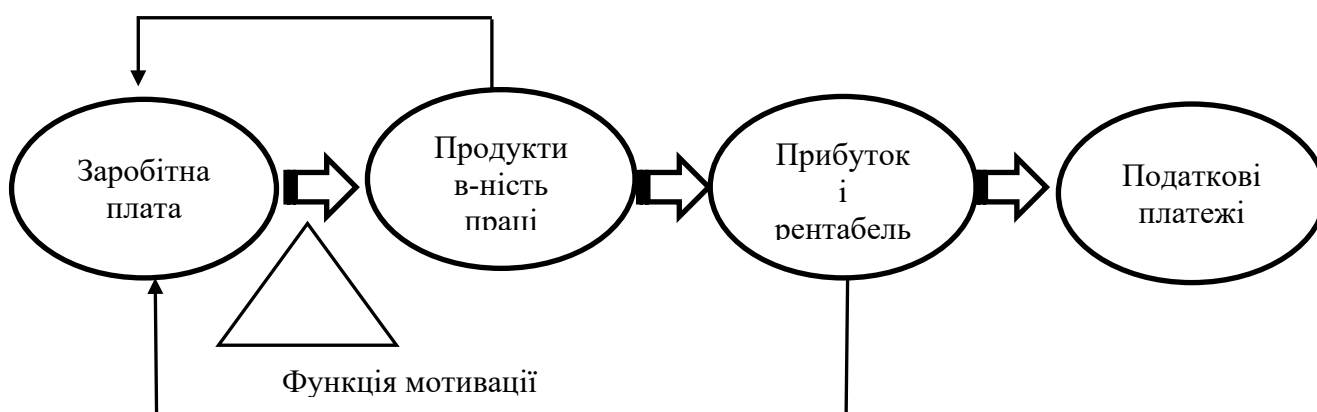 Заробітна
плата
Продукти
в-ність
праці
Прибуток
і
рентабель
Податкові
платежі
Функція мотивації